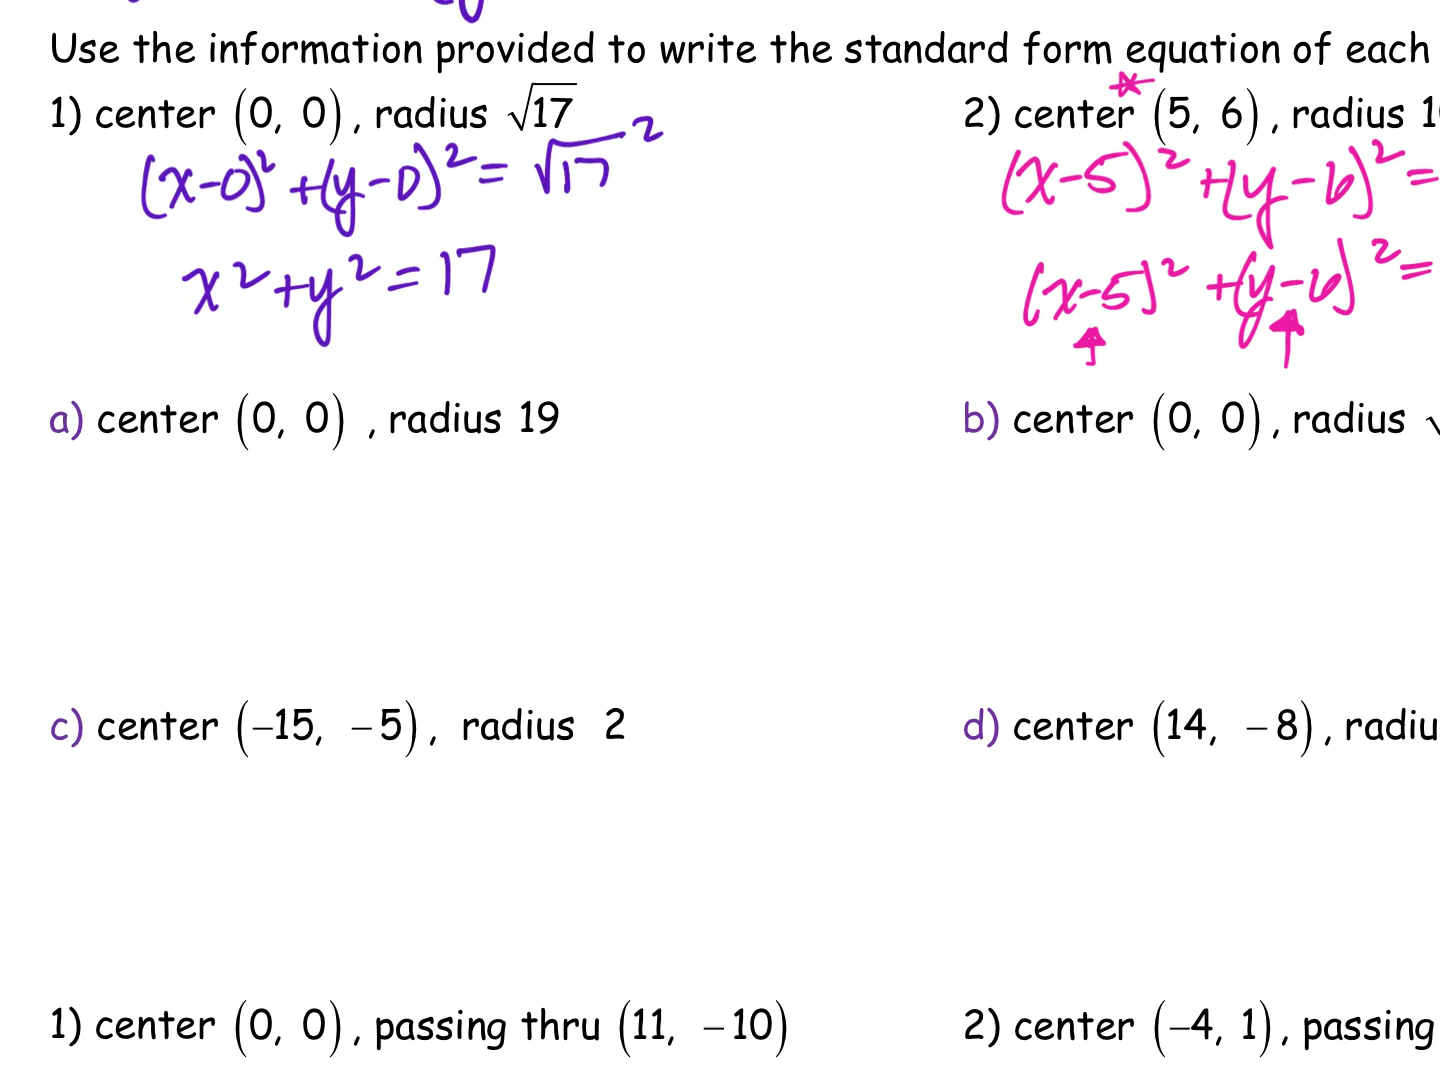 Use the information provided to write the standard form equation of each
1) center (0, 0), radius √17
(x-0)² +(y-0)² = √17²
x²+y² = 17
2) center (5, 6), radius
(x-5)² +(y-6)² =
(x-5)² +(y-6)² =
a) center (0, 0) , radius 19
b) center (0, 0), radius
c) center (−15, −5), radius 2
d) center (14, −8), radiu
1) center (0, 0), passing thru (11, −10)
2) center (−4, 1), passing